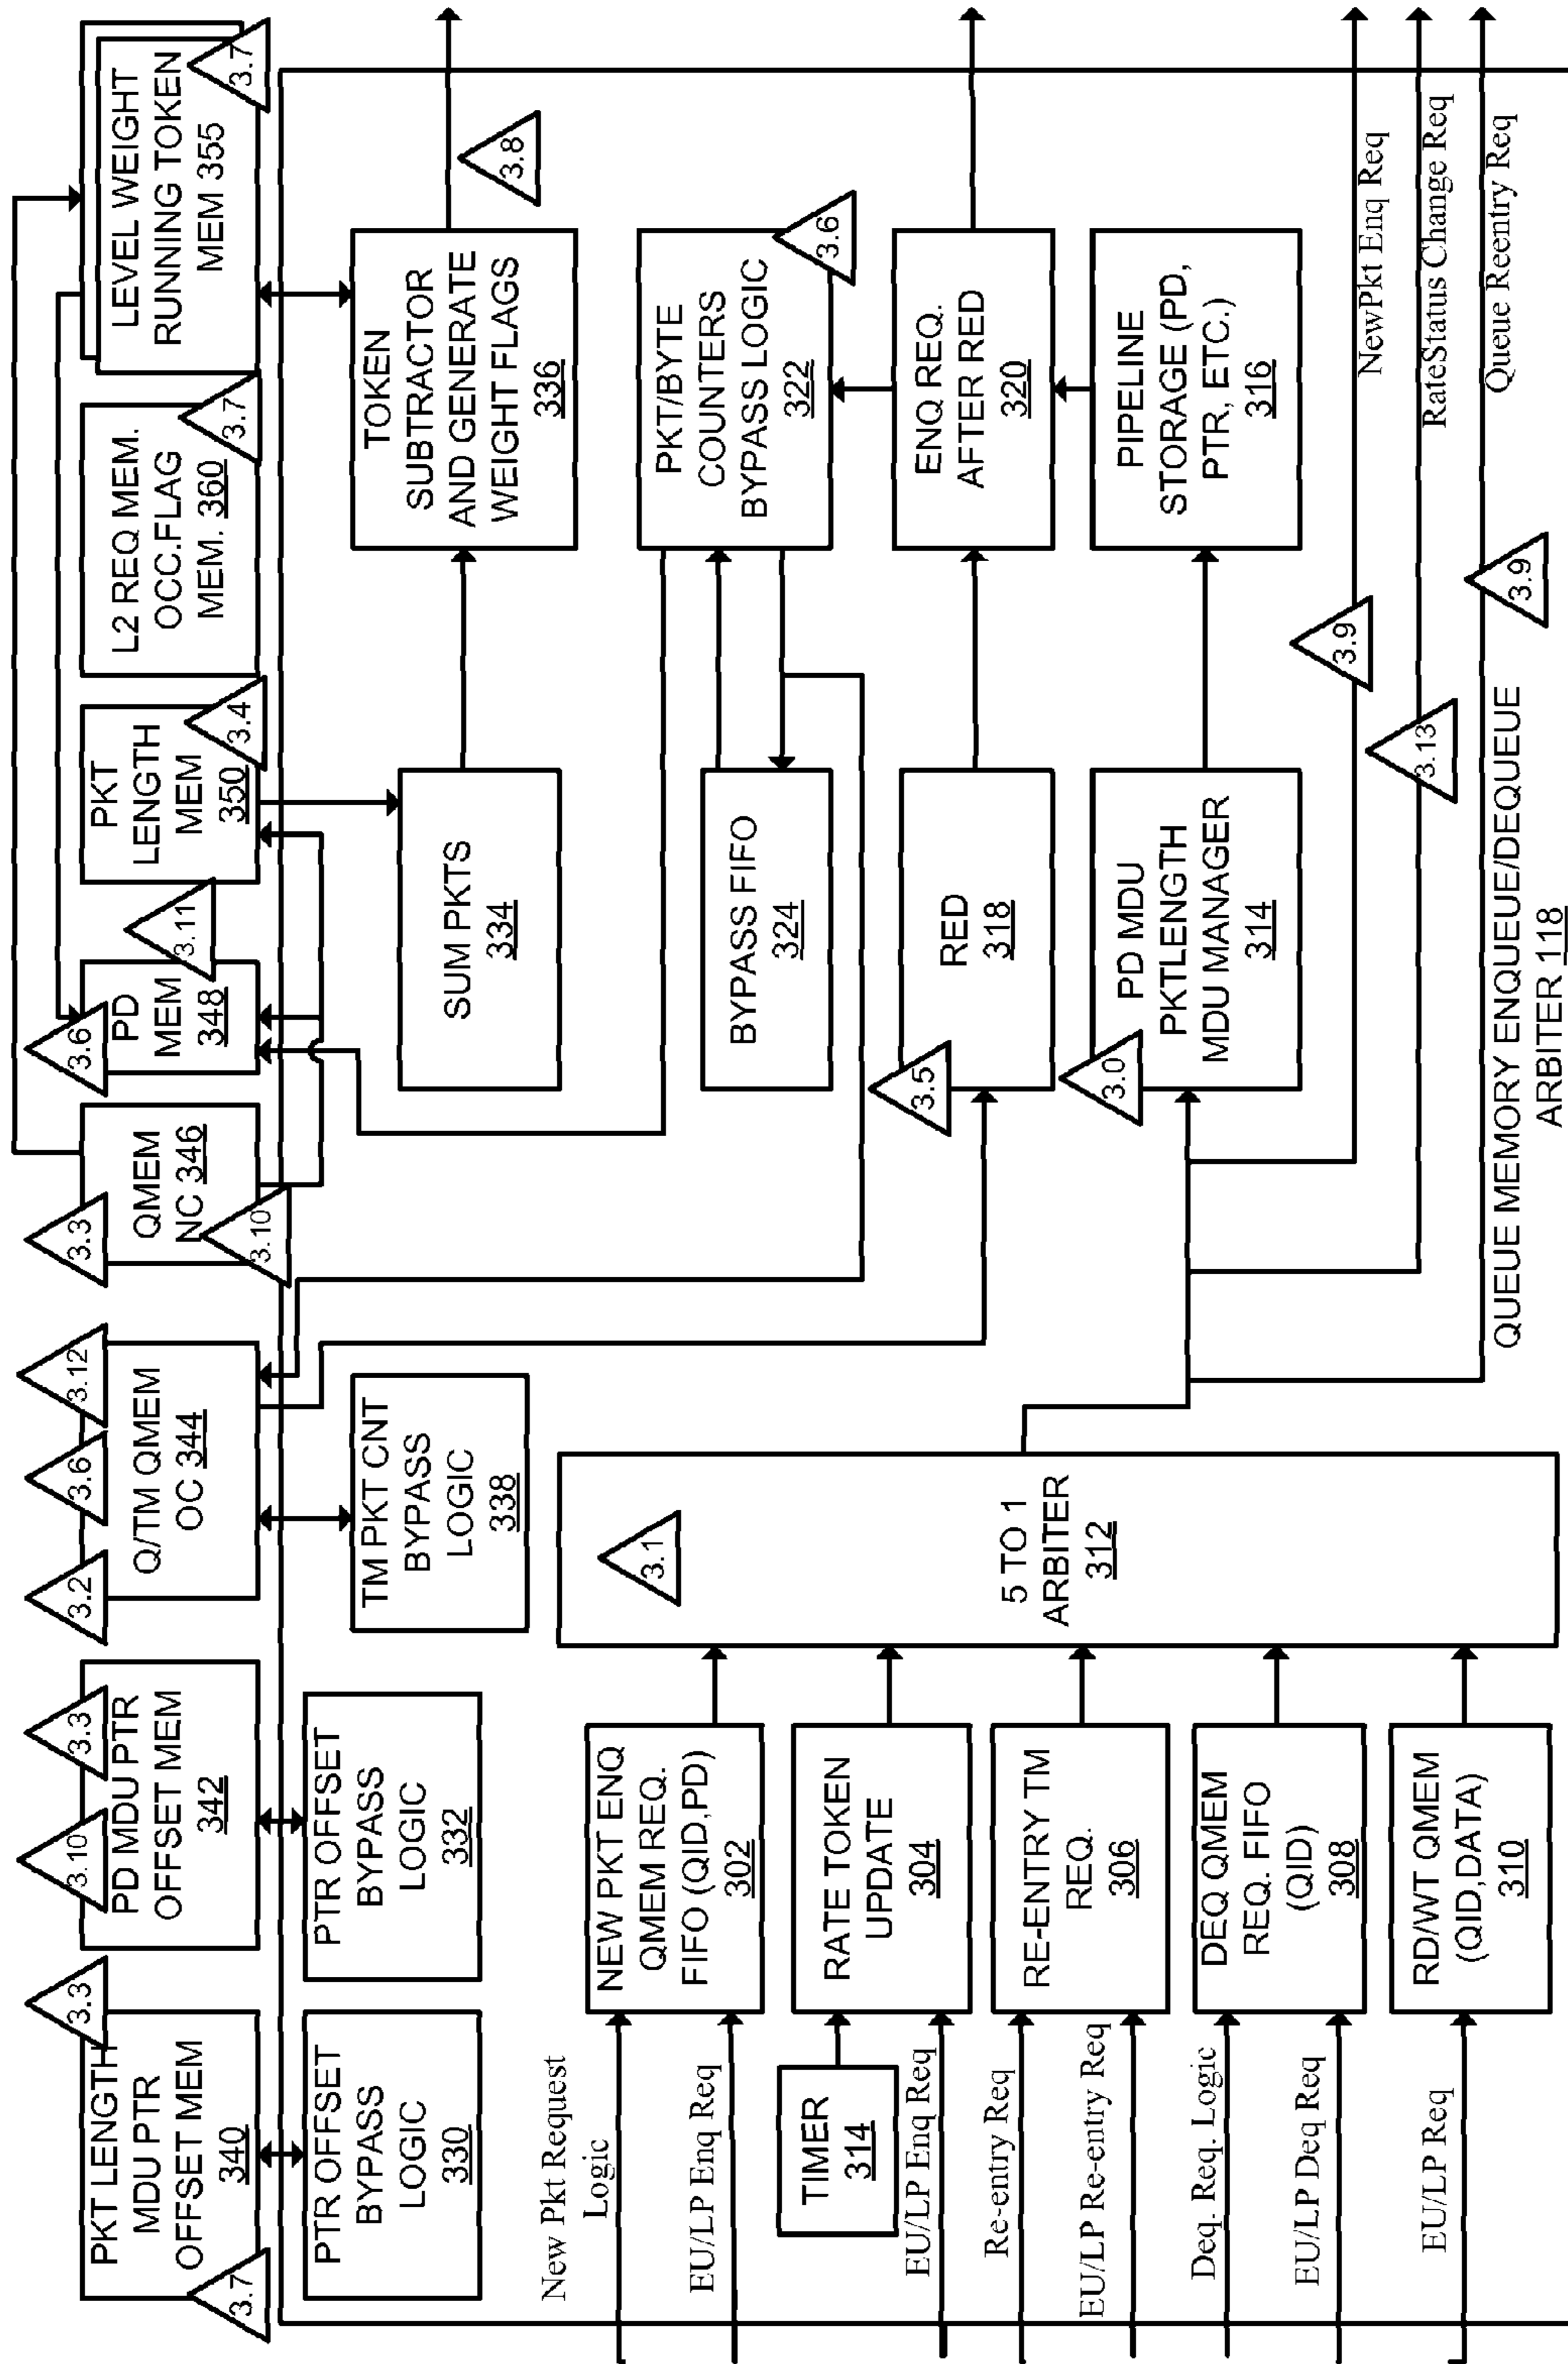 PKT LENGTH
MDU PTR
OFFSET MEM
340
3.7
3.3
PD MDU PTR
OFFSET MEM
342
3.10
3.3
Q/TM QMEM
OC 344
3.2
3.6
3.12
QMEM
NC 346
3.3
3.10
PD
MEM
348
3.6
3.11
PKT
LENGTH
MEM
350
3.4
L2 REQ MEM.
OCC.FLAG
MEM. 360
3.7
LEVEL WEIGHT
RUNNING TOKEN
MEM 355
3.7
PTR OFFSET
BYPASS
LOGIC
330
PTR OFFSET
BYPASS
LOGIC
332
TM PKT CNT
BYPASS
LOGIC
338
SUM PKTS
334
TOKEN
SUBTRACTOR
AND GENERATE
WEIGHT FLAGS
336
3.8
New Pkt Request
Logic
EU/LP Enq Req
NEW PKT ENQ
QMEM REQ.
FIFO (QID,PD)
302
TIMER
314
EU/LP Enq Req
RATE TOKEN
UPDATE
304
Re-entry Req
EU/LP Re-entry Req
RE-ENTRY TM
REQ.
306
Deq. Req. Logic
EU/LP Deq Req
DEQ QMEM
REQ. FIFO
(QID)
308
EU/LP Req
RD/WT QMEM
(QID,DATA)
310
3.1
5 TO 1
ARBITER
312
BYPASS FIFO
324
PKT/BYTE
COUNTERS
BYPASS LOGIC
322
3.6
3.5
RED
318
ENQ REQ.
AFTER RED
320
3.0
PD MDU
PKTLENGTH
MDU MANAGER
314
PIPELINE
STORAGE (PD,
PTR, ETC.)
316
3.9
NewPkt Enq Req
3.13
RateStatus Change Req
3.9
Queue Reentry Req
QUEUE MEMORY ENQUEUE/DEQUEUE
ARBITER 118